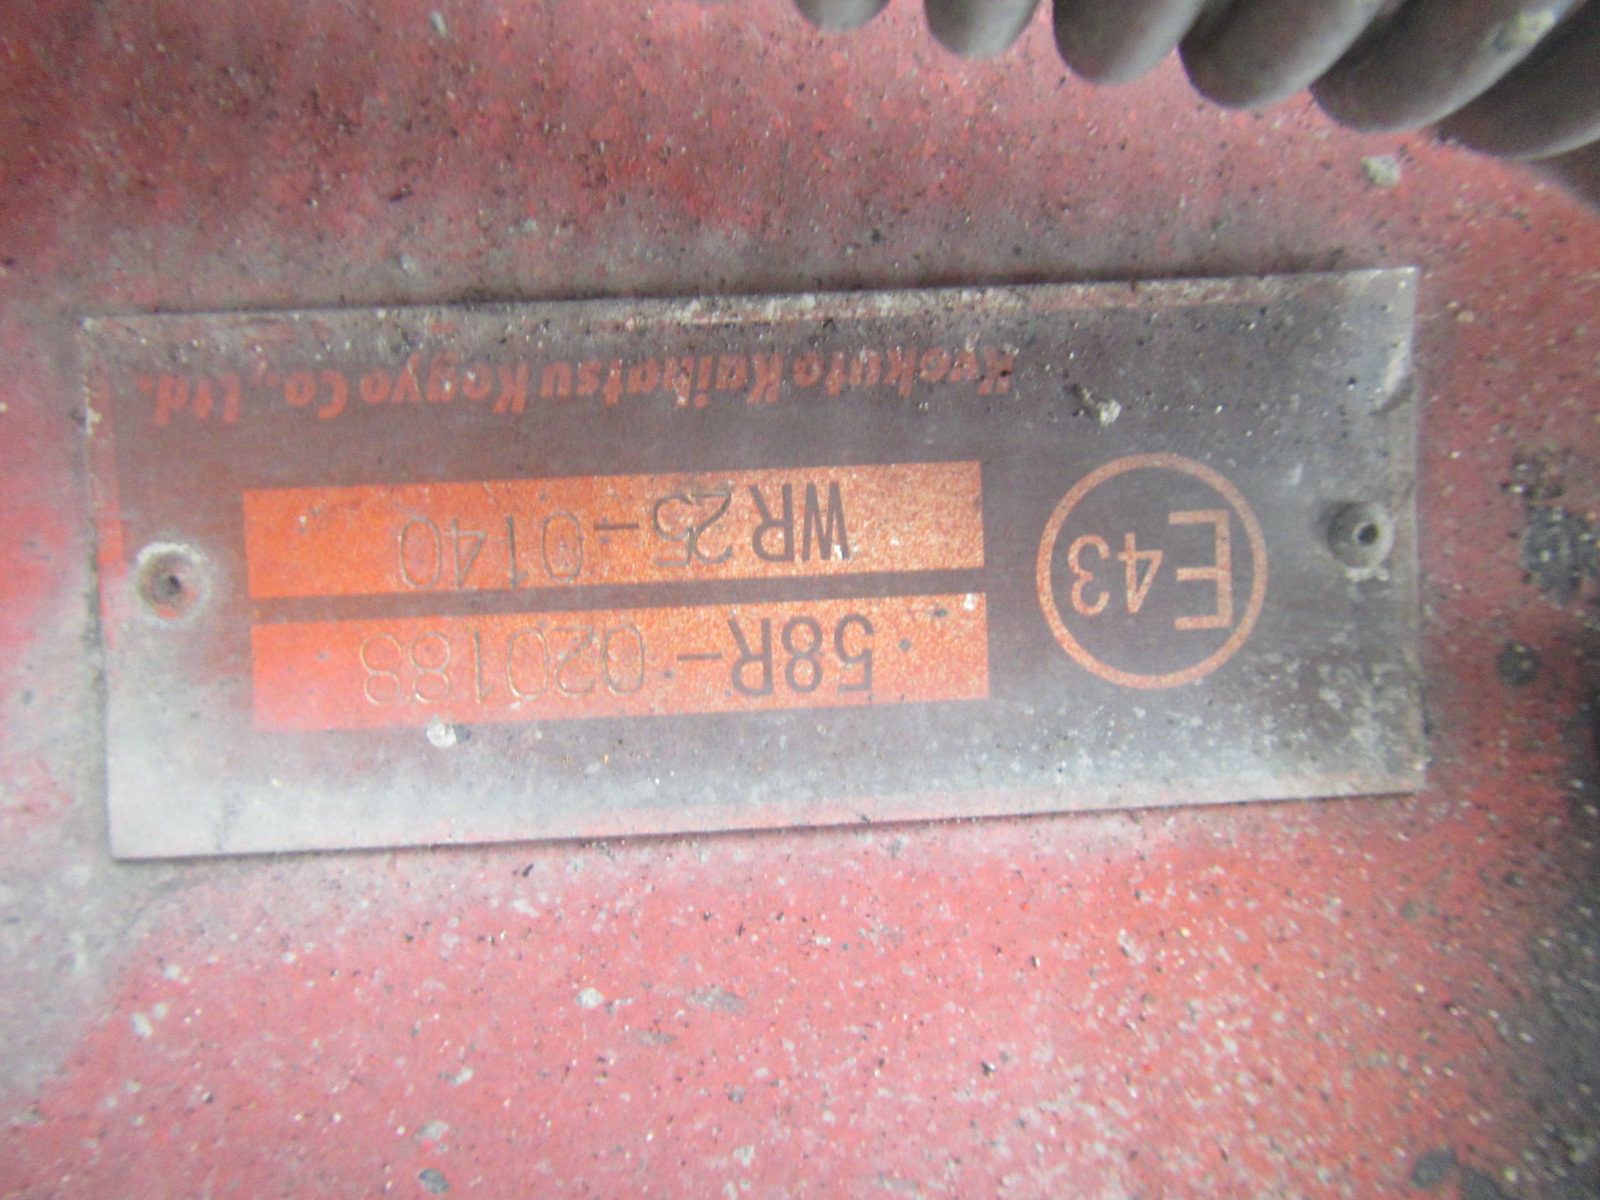 E43
58R-020188
WR25-0140
Kyokuto Kaihatsu Kogyo Co., Ltd.